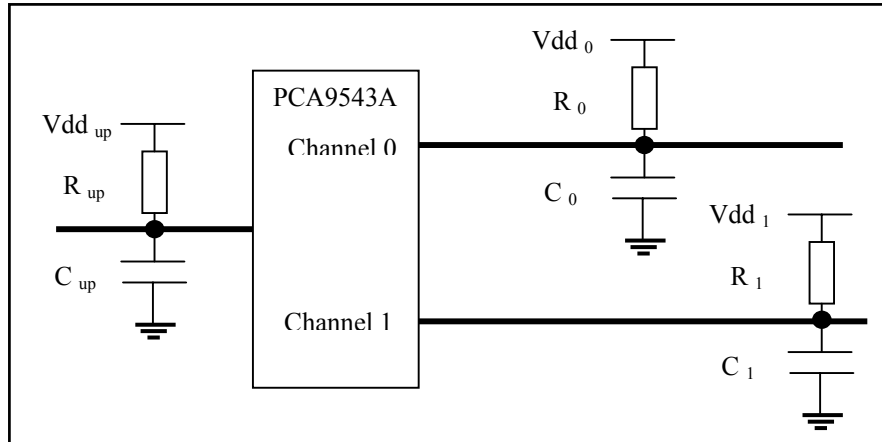 Vdd 0
PCA9543A
R 0
Vdd up
Channel 0
R up
C 0
Vdd 1
C up
R 1
Channel 1
C 1